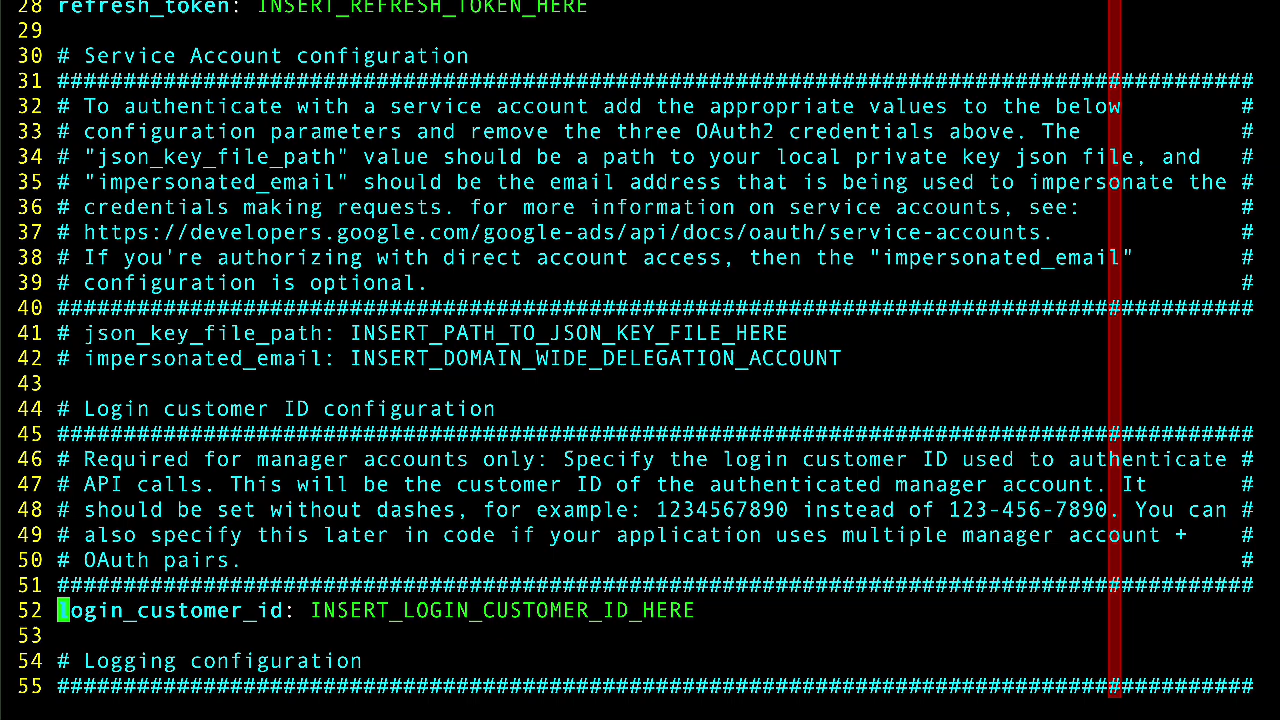 28 refresh_token: INSERT_REFRESH_TOKEN_HERE
29
30 # Service Account configuration
31 ##########################################################################################
32 # To authenticate with a service account add the appropriate values to the below         #
33 # configuration parameters and remove the three OAuth2 credentials above. The            #
34 # "json_key_file_path" value should be a path to your local private key json file, and   #
35 # "impersonated_email" should be the email address that is being used to impersonate the #
36 # credentials making requests. for more information on service accounts, see:            #
37 # https://developers.google.com/google-ads/api/docs/oauth/service-accounts.              #
38 # If you're authorizing with direct account access, then the "impersonated_email"        #
39 # configuration is optional.                                                             #
40 ##########################################################################################
41 # json_key_file_path: INSERT_PATH_TO_JSON_KEY_FILE_HERE
42 # impersonated_email: INSERT_DOMAIN_WIDE_DELEGATION_ACCOUNT
43
44 # Login customer ID configuration
45 ##########################################################################################
46 # Required for manager accounts only: Specify the login customer ID used to authenticate #
47 # API calls. This will be the customer ID of the authenticated manager account. It       #
48 # should be set without dashes, for example: 1234567890 instead of 123-456-7890. You can #
49 # also specify this later in code if your application uses multiple manager account +    #
50 # OAuth pairs.                                                                           #
51 ##########################################################################################
52 login_customer_id: INSERT_LOGIN_CUSTOMER_ID_HERE
53
54 # Logging configuration
55 ##########################################################################################